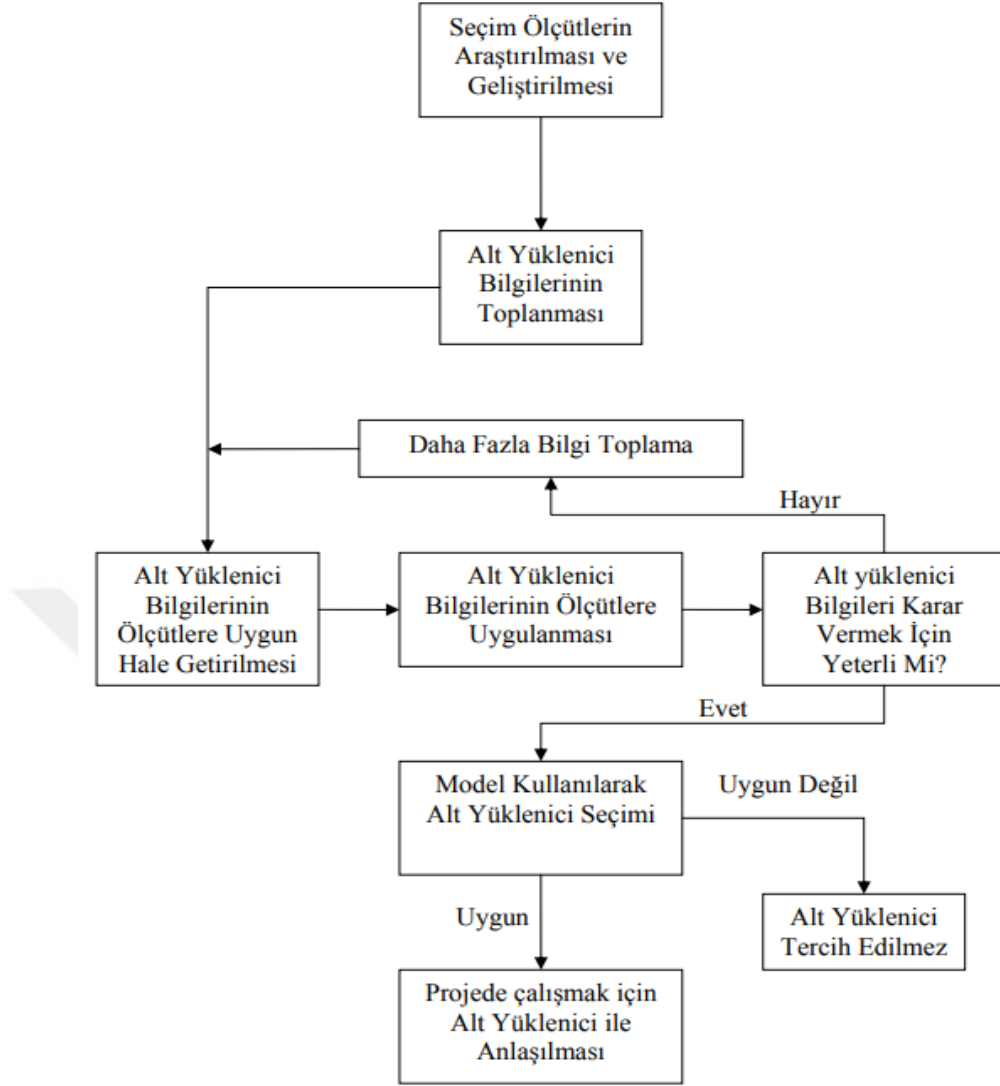 Seçim Ölçütlerin
Araştırılması ve
Geliştirilmesi
Alt Yüklenici
Bilgilerinin
Toplanması
Daha Fazla Bilgi Toplama
Hayır
Alt Yüklenici
Bilgilerinin
Ölçütlere Uygun
Hale Getirilmesi
Alt Yüklenici
Bilgilerinin Ölçütlere
Uygulanması
Alt yüklenici
Bilgileri Karar
Vermek İçin
Yeterli Mi?
Evet
Model Kullanılarak
Alt Yüklenici Seçimi
Uygun Değil
Uygun
Alt Yüklenici
Tercih Edilmez
Projede çalışmak için
Alt Yüklenici ile
Anlaşılması